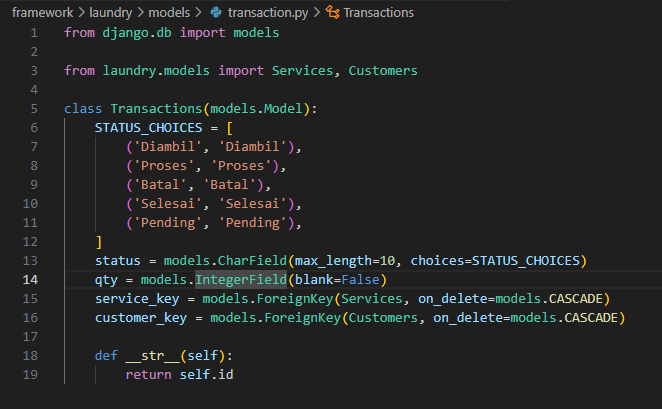 framework > laundry > models > transaction.py > Transactions
1 from django.db import models
2
3 from laundry.models import Services, Customers
4
5 class Transactions(models.Model):
6     STATUS_CHOICES = [
7         ('Diambil', 'Diambil'),
8         ('Proses', 'Proses'),
9         ('Batal', 'Batal'),
10         ('Selesai', 'Selesai'),
11         ('Pending', 'Pending'),
12     ]
13     status = models.CharField(max_length=10, choices=STATUS_CHOICES)
14     qty = models.IntegerField(blank=False)
15     service_key = models.ForeignKey(Services, on_delete=models.CASCADE)
16     customer_key = models.ForeignKey(Customers, on_delete=models.CASCADE)
17
18     def __str__(self):
19         return self.id